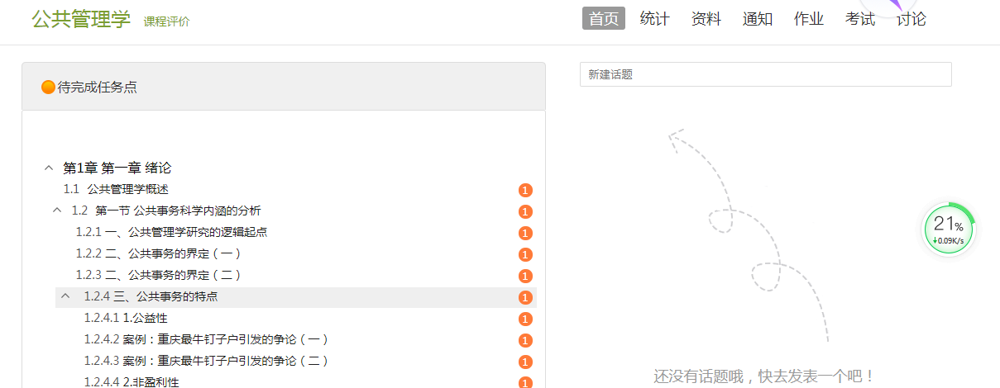 公共管理学 课程评价 首页 统计 资料 通知 作业 考试 讨论
待完成任务点
新建话题
第1章 第一章 绪论
1.1 公共管理学概述 1
1.2 第一节 公共事务科学内涵的分析 1
1.2.1 一、公共管理学研究的逻辑起点 1
1.2.2 二、公共事务的界定（一） 1
1.2.3 二、公共事务的界定（二） 1
1.2.4 三、公共事务的特点 1
1.2.4.1 1.公益性 1
1.2.4.2 案例：重庆最牛钉子户引发的争论（一） 1
1.2.4.3 案例：重庆最牛钉子户引发的争论（二） 1
1.2.4.4 2.非盈利性 1
21%
0.09K/s
还没有话题哦，快去发表一个吧！